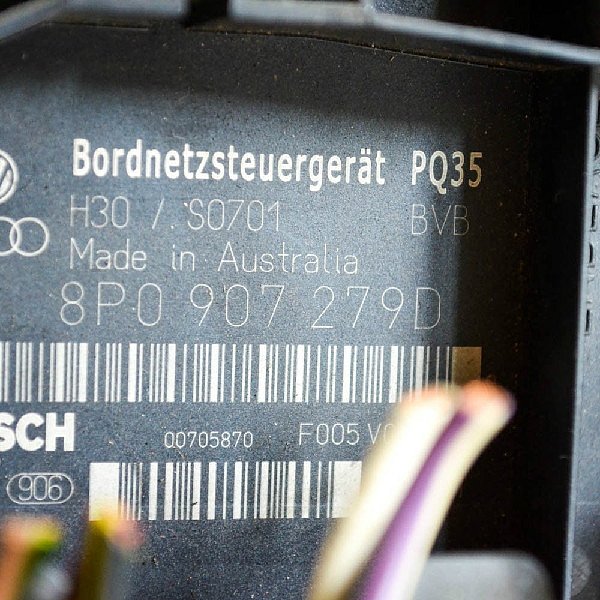 Bordnetzsteuergerät PQ35
H30 / S0701 BVB
Made in Australia
8P0 907 279D
SCH 00705870 F005 V0
906